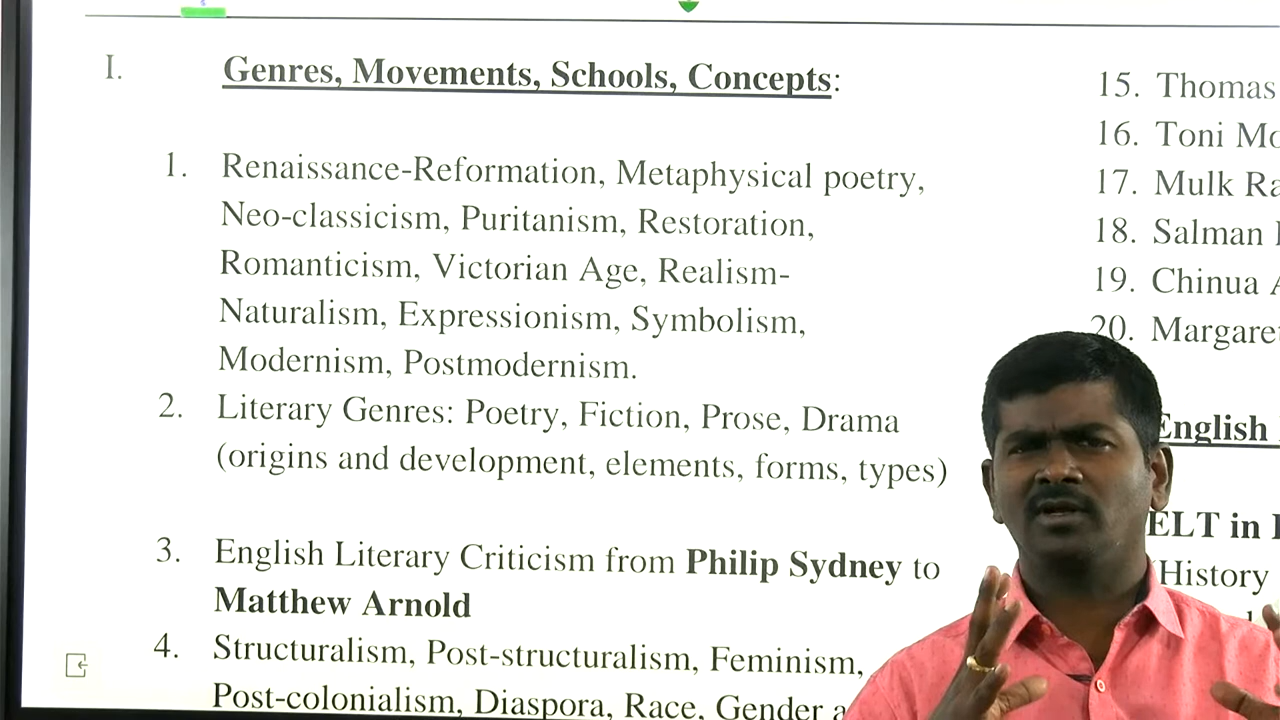 I. Genres, Movements, Schools, Concepts:
1. Renaissance-Reformation, Metaphysical poetry,
Neo-classicism, Puritanism, Restoration,
Romanticism, Victorian Age, Realism-
Naturalism, Expressionism, Symbolism,
Modernism, Postmodernism.
2. Literary Genres: Poetry, Fiction, Prose, Drama
(origins and development, elements, forms, types)
3. English Literary Criticism from Philip Sydney to
Matthew Arnold
4. Structuralism, Post-structuralism, Feminism,
Post-colonialism, Diaspora, Race, Gender
15. Thomas
16. Toni
17. Mulk
18. Salman
19. Chinua
20. Margaret
English
ELT in
(History